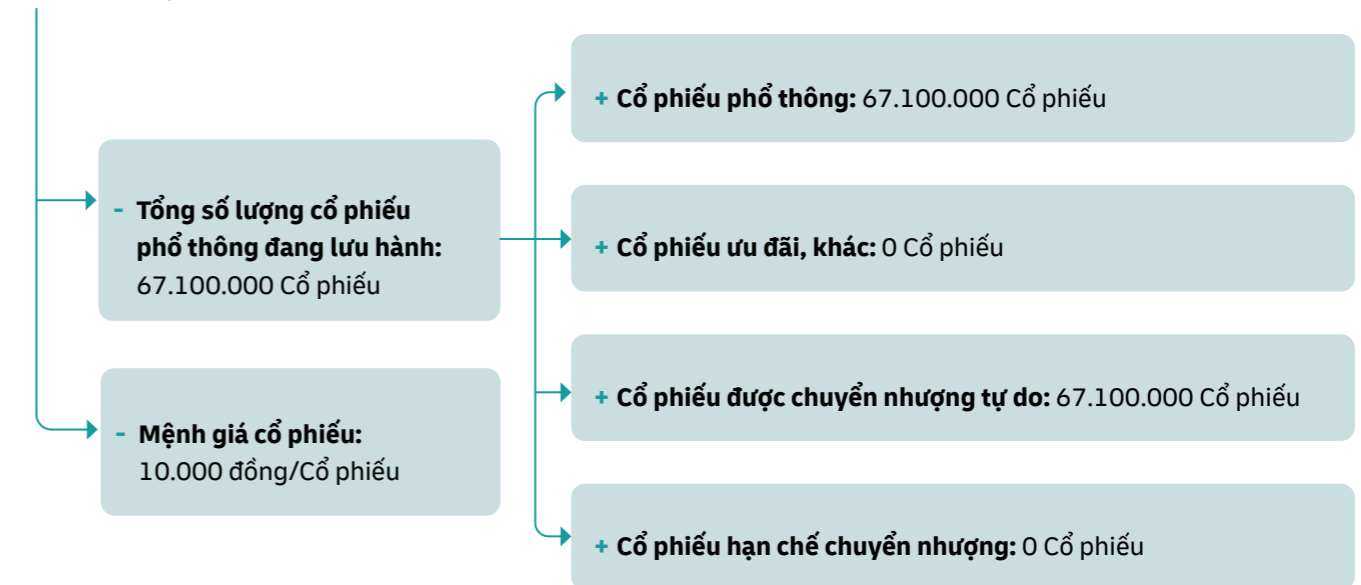 - Tổng số lượng cổ phiếu
phổ thông đang lưu hành:
67.100.000 Cổ phiếu
- Mệnh giá cổ phiếu:
10.000 đồng/Cổ phiếu
+ Cổ phiếu phổ thông: 67.100.000 Cổ phiếu
+ Cổ phiếu ưu đãi, khác: 0 Cổ phiếu
+ Cổ phiếu được chuyển nhượng tự do: 67.100.000 Cổ phiếu
+ Cổ phiếu hạn chế chuyển nhượng: 0 Cổ phiếu